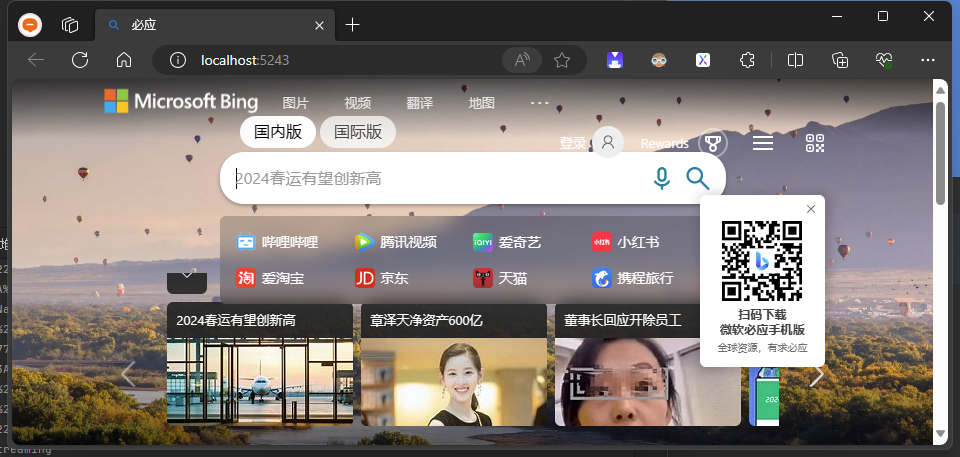 必应
localhost:5243
Microsoft Bing 图片 视频 翻译 地图
国内版 国际版
登录 Rewards
2024春运有望创新高
哔哩哔哩 腾讯视频 爱奇艺 小红书
爱淘宝 京东 天猫 携程旅行
扫码下载
微软必应手机版
全球资源,有求必应
2024春运有望创新高 章泽天净资产600亿 董事长回应开除员工